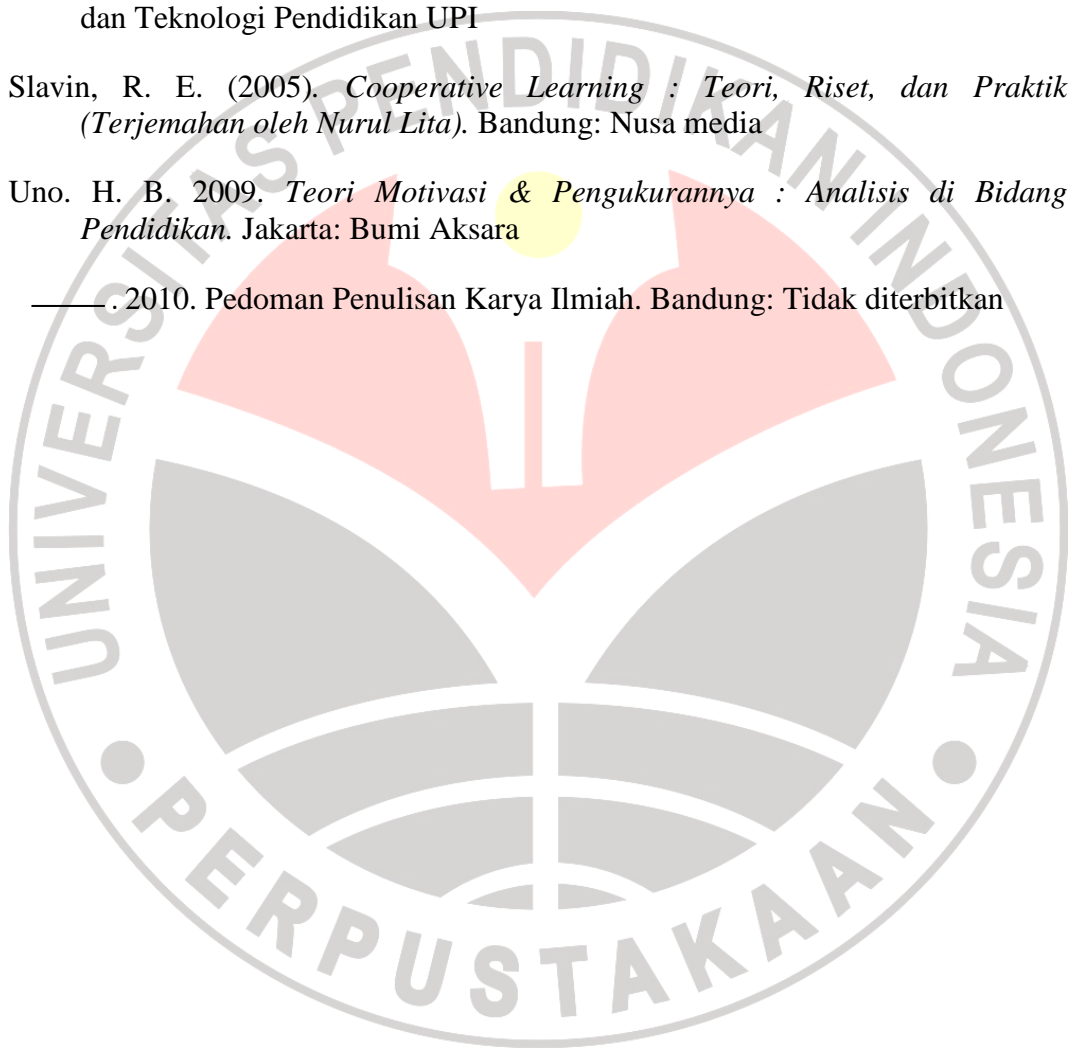 dan Teknologi Pendidikan UPI
Slavin, R. E. (2005). Cooperative Learning : Teori, Riset, dan Praktik
(Terjemahan oleh Nurul Lita). Bandung: Nusa media
Uno. H. B. 2009. Teori Motivasi & Pengukurannya : Analisis di Bidang
Pendidikan. Jakarta: Bumi Aksara
. 2010. Pedoman Penulisan Karya Ilmiah. Bandung: Tidak diterbitkan
UNIVERSITAS PENDIDIKAN INDONESIA
PERPUSTAKAAN